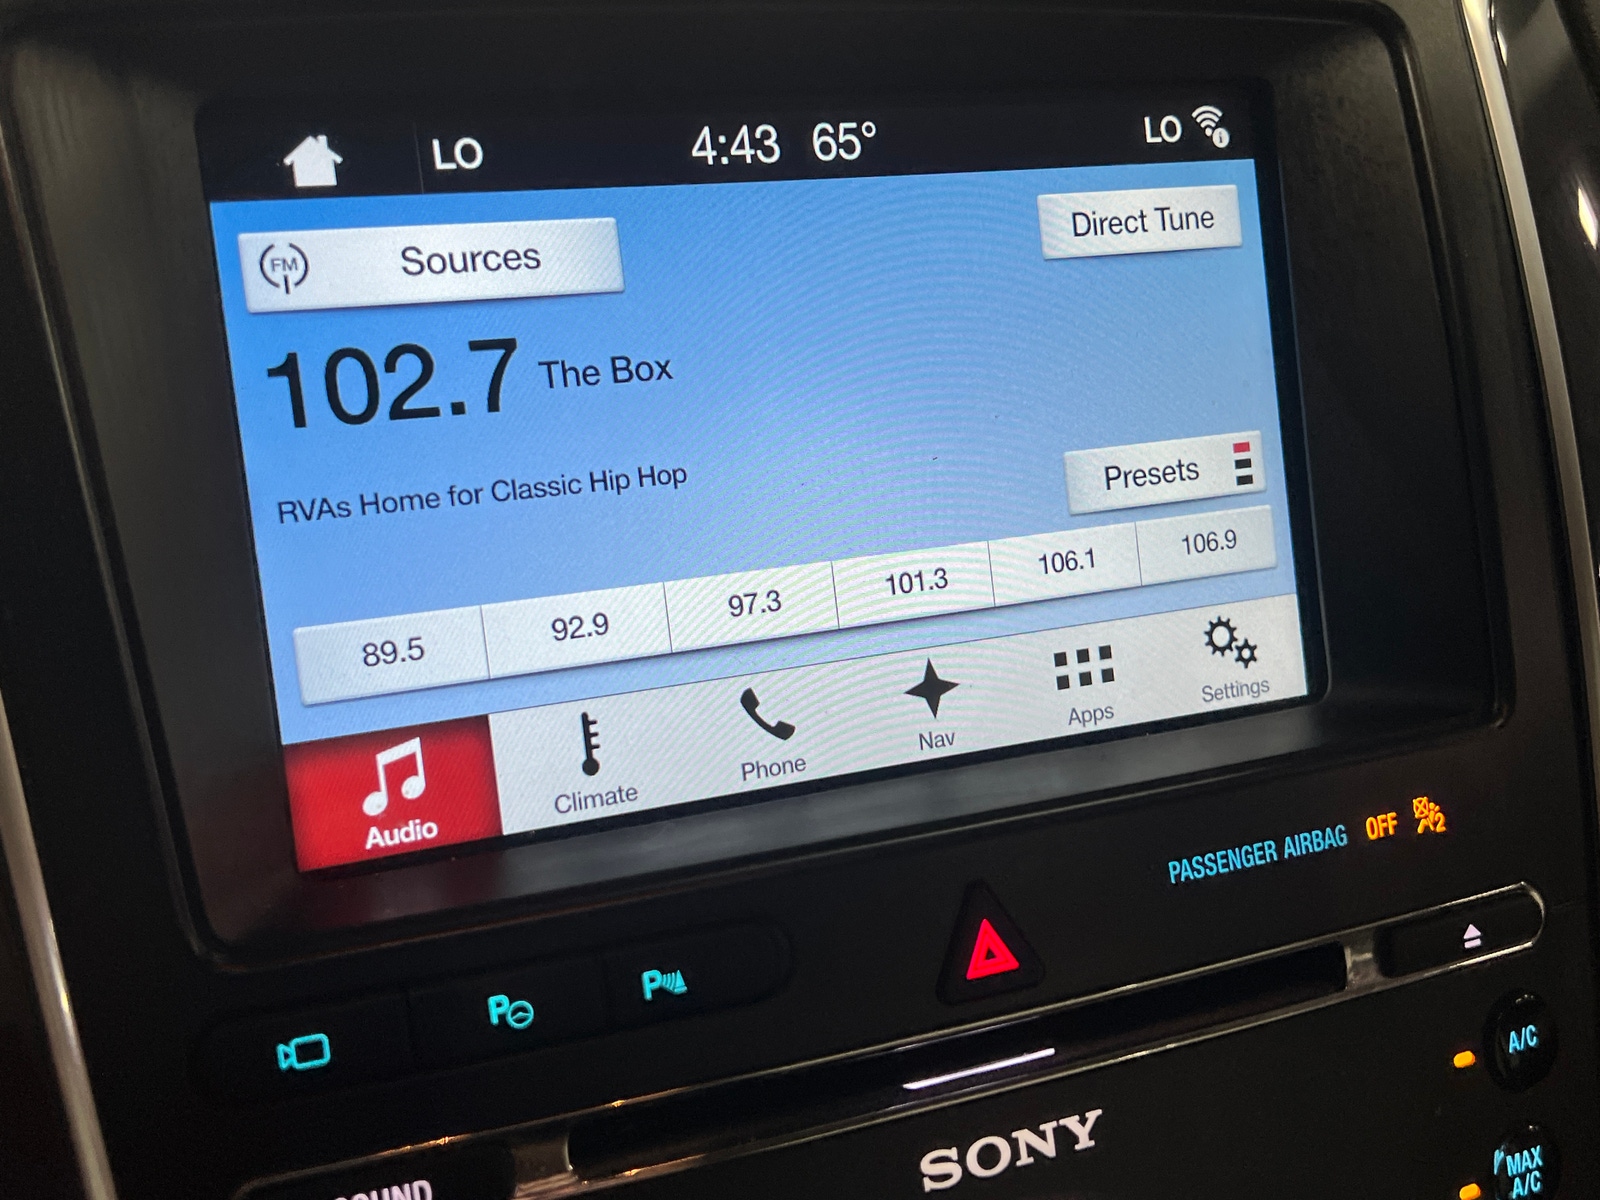 LO 4:43 65° LO
FM Sources
Direct Tune
102.7 The Box
RVAs Home for Classic Hip Hop
Presets
89.5 92.9 97.3 101.3 106.1 106.9
Audio Climate Phone Nav Apps Settings
PASSENGER AIRBAG OFF 2
P P
A/C
SONY
MAX
A/C